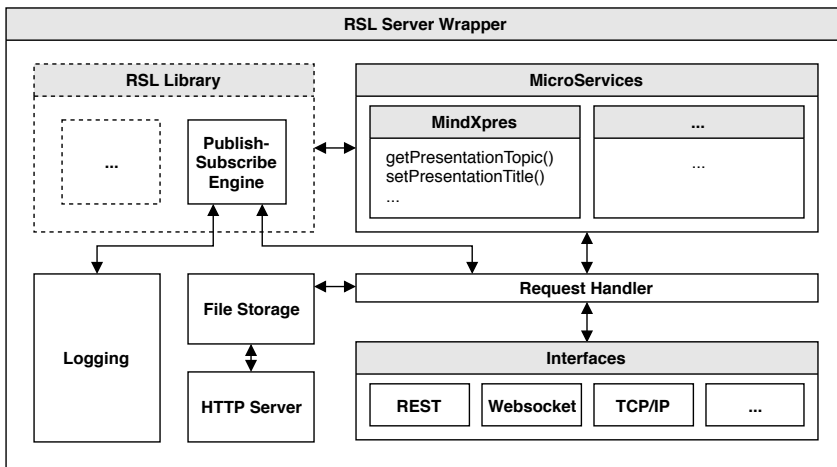 RSL Server Wrapper
RSL Library
...
Publish-
Subscribe
Engine
MicroServices
MindXpres
getPresentationTopic()
setPresentationTitle()
...
...
...
Logging
File Storage
HTTP Server
Request Handler
Interfaces
REST
Websocket
TCP/IP
...